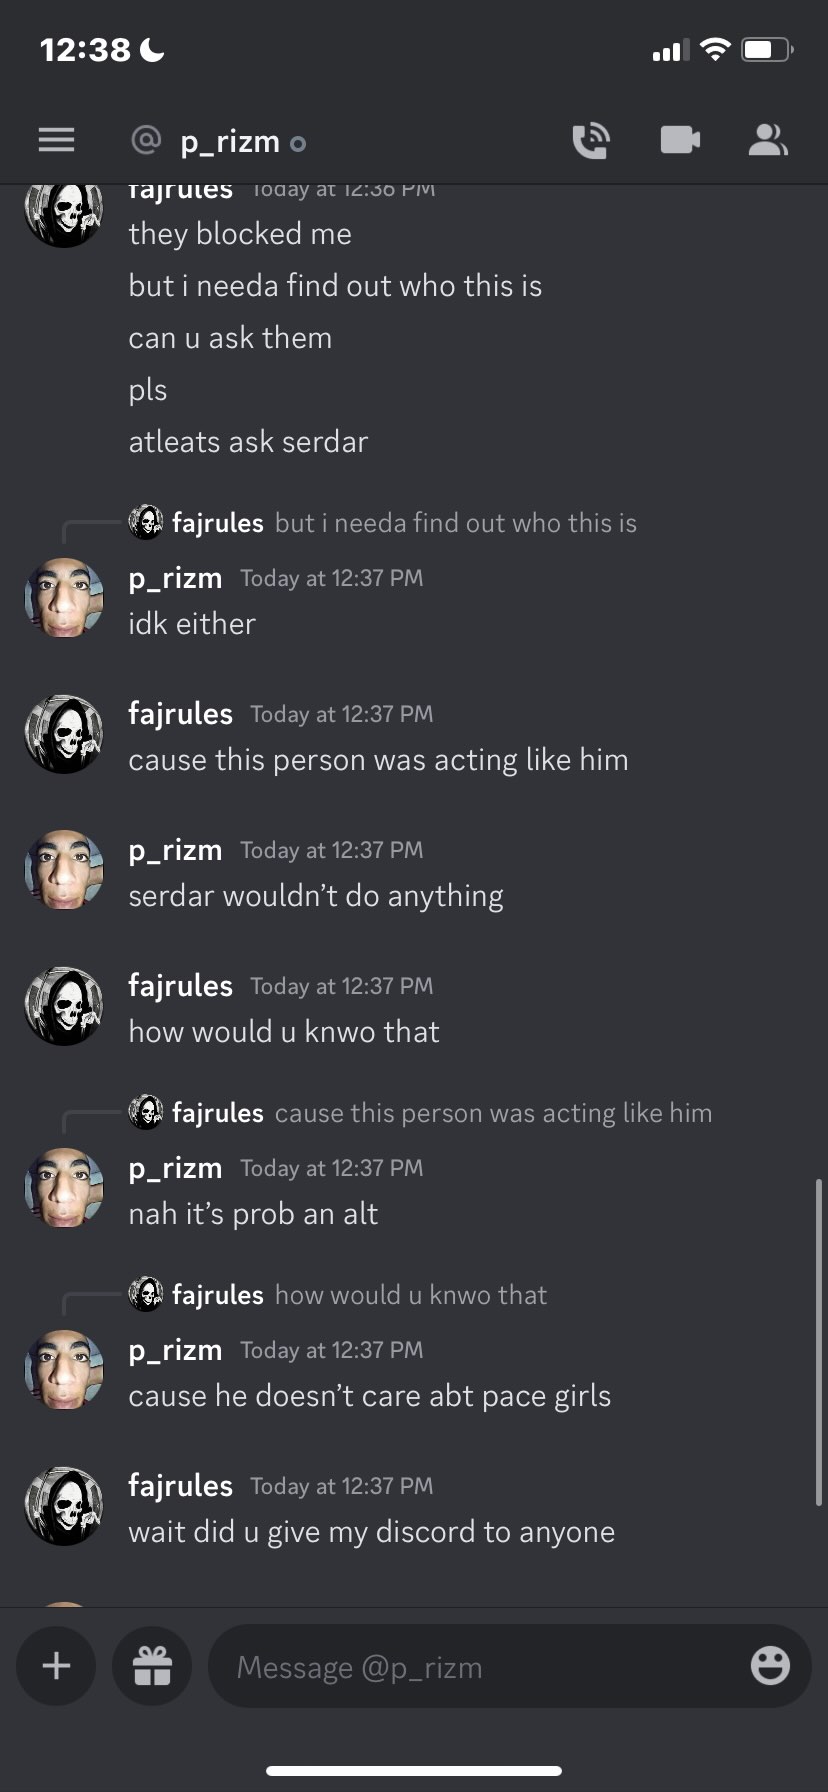 12:38
@ p_rizm
fajrules Today at 12:36 PM
they blocked me
but i needa find out who this is
can u ask them
pls
atleats ask serdar
fajrules but i needa find out who this is
p_rizm Today at 12:37 PM
idk either
fajrules Today at 12:37 PM
cause this person was acting like him
p_rizm Today at 12:37 PM
serdar wouldn’t do anything
fajrules Today at 12:37 PM
how would u knwo that
fajrules cause this person was acting like him
p_rizm Today at 12:37 PM
nah it’s prob an alt
fajrules how would u knwo that
p_rizm Today at 12:37 PM
cause he doesn’t care abt pace girls
fajrules Today at 12:37 PM
wait did u give my discord to anyone
Message @p_rizm